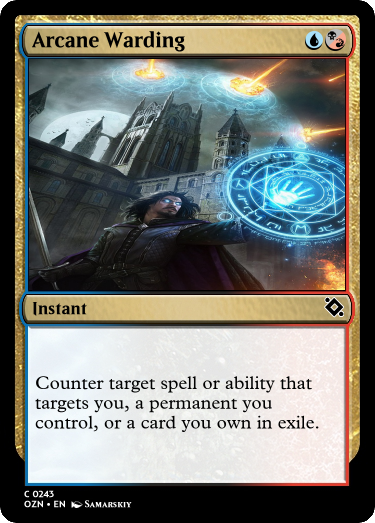 Arcane Warding
Instant
Counter target spell or ability that
targets you, a permanent you
control, or a card you own in exile.
C 0243
OZN • EN Samarskiy